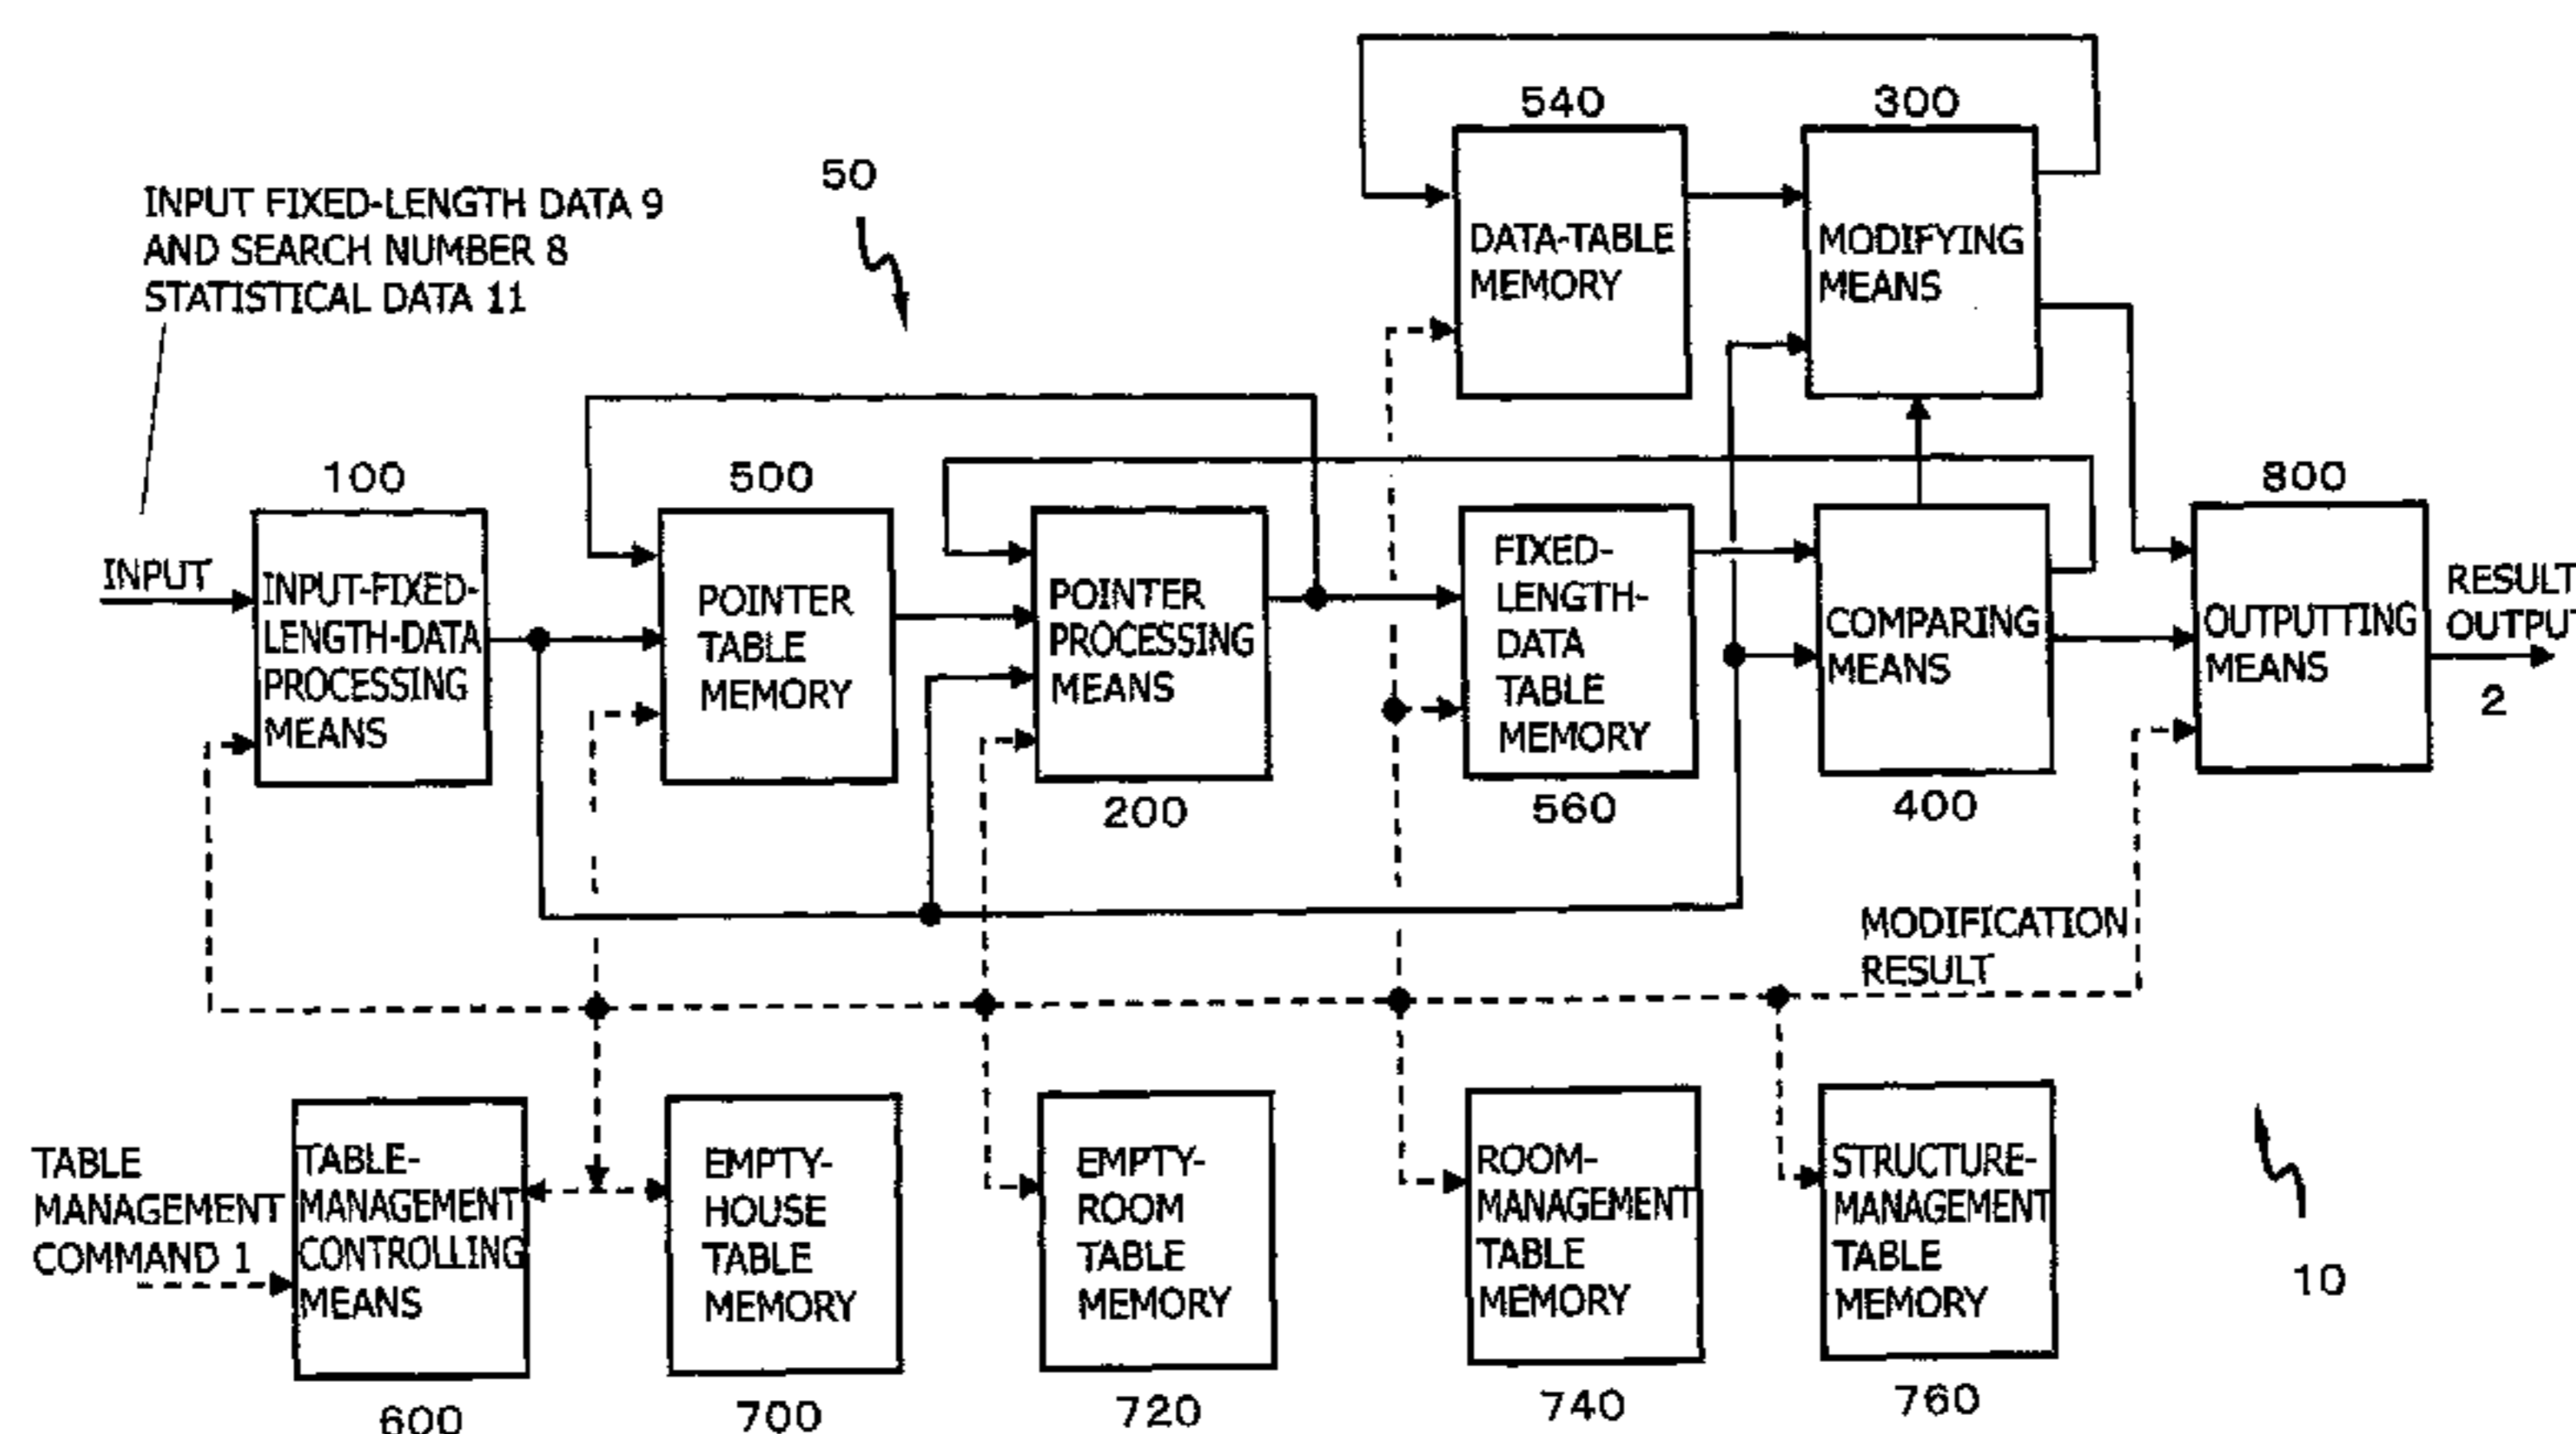 540
300
50
INPUT FIXED-LENGTH DATA 9
AND SEARCH NUMBER 8
STATISTICAL DATA 11
DATA-TABLE
MEMORY
MODIFYING
MEANS
100
500
800
INPUT
INPUT-FIXED-
LENGTH-DATA
PROCESSING
MEANS
POINTER
TABLE
MEMORY
POINTER
PROCESSING
MEANS
200
FIXED-
LENGTH-
DATA
TABLE
MEMORY
560
COMPARING
MEANS
400
OUTPUTTING
MEANS
RESULT
OUTPUT
2
MODIFICATION
RESULT
TABLE
MANAGEMENT
COMMAND 1
TABLE-
MANAGEMENT
CONTROLLING
MEANS
600
EMPTY-
HOUSE
TABLE
MEMORY
700
EMPTY-
ROOM
TABLE
MEMORY
720
ROOM-
MANAGEMENT
TABLE
MEMORY
740
STRUCTURE-
MANAGEMENT
TABLE
MEMORY
760
10